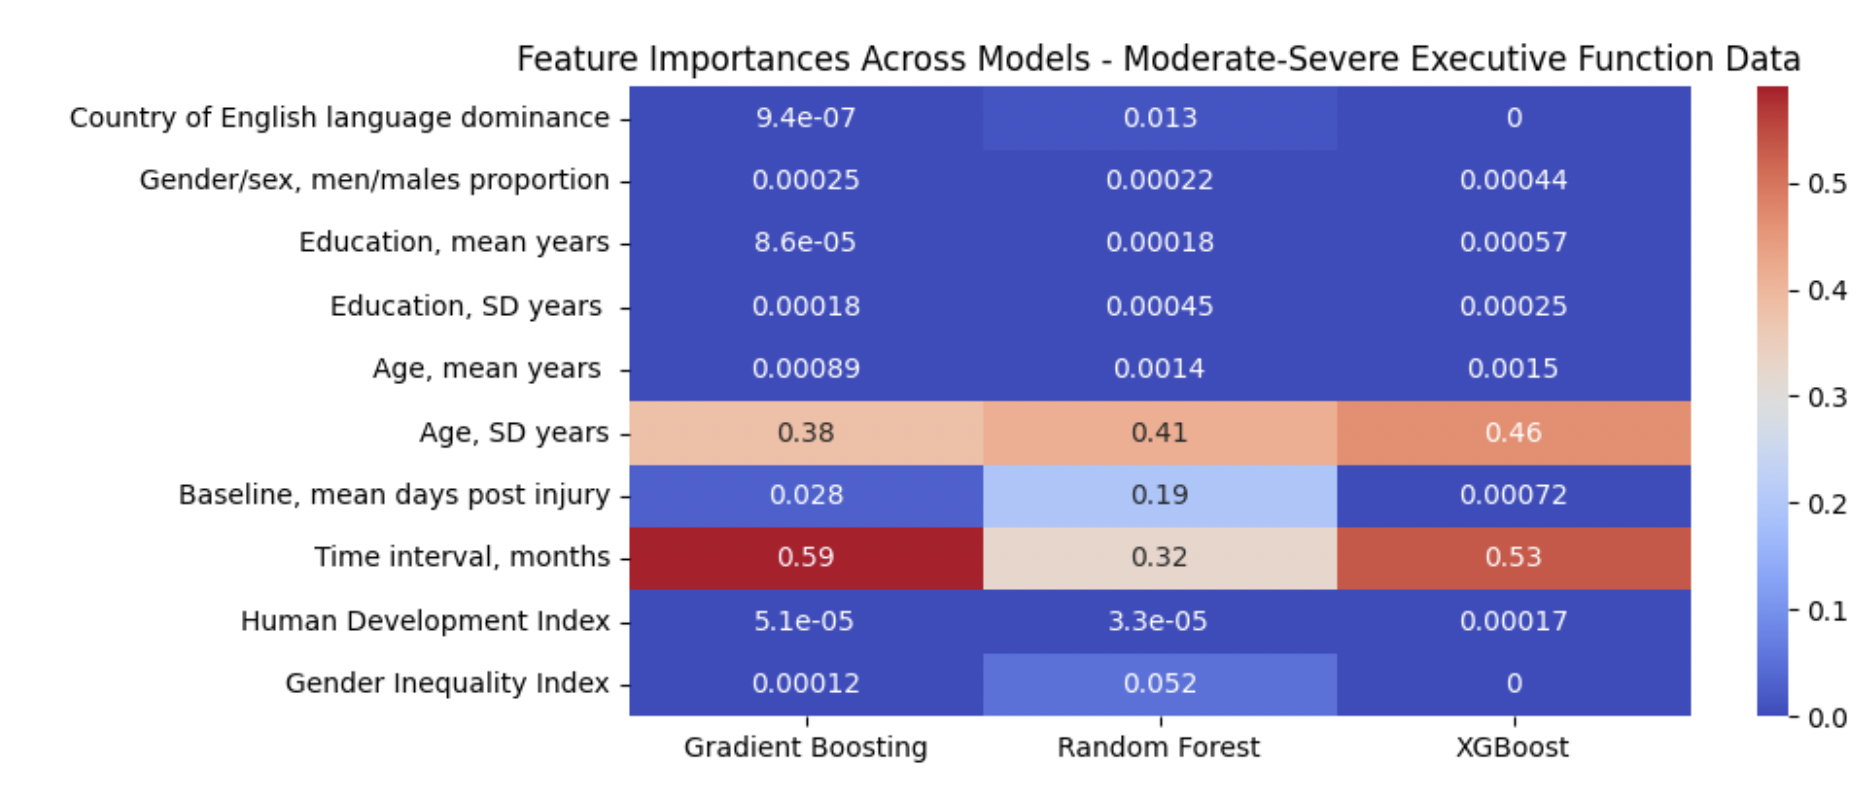 Feature Importances Across Models - Moderate-Severe Executive Function Data
Country of English language dominance 9.4e-07 0.013 0
Gender/sex, men/males proportion 0.00025 0.00022 0.00044
Education, mean years 8.6e-05 0.00018 0.00057
Education, SD years 0.00018 0.00045 0.00025
Age, mean years 0.00089 0.0014 0.0015
Age, SD years 0.38 0.41 0.46
Baseline, mean days post injury 0.028 0.19 0.00072
Time interval, months 0.59 0.32 0.53
Human Development Index 5.1e-05 3.3e-05 0.00017
Gender Inequality Index 0.00012 0.052 0
Gradient Boosting Random Forest XGBoost
0.5
0.4
0.3
0.2
0.1
0.0